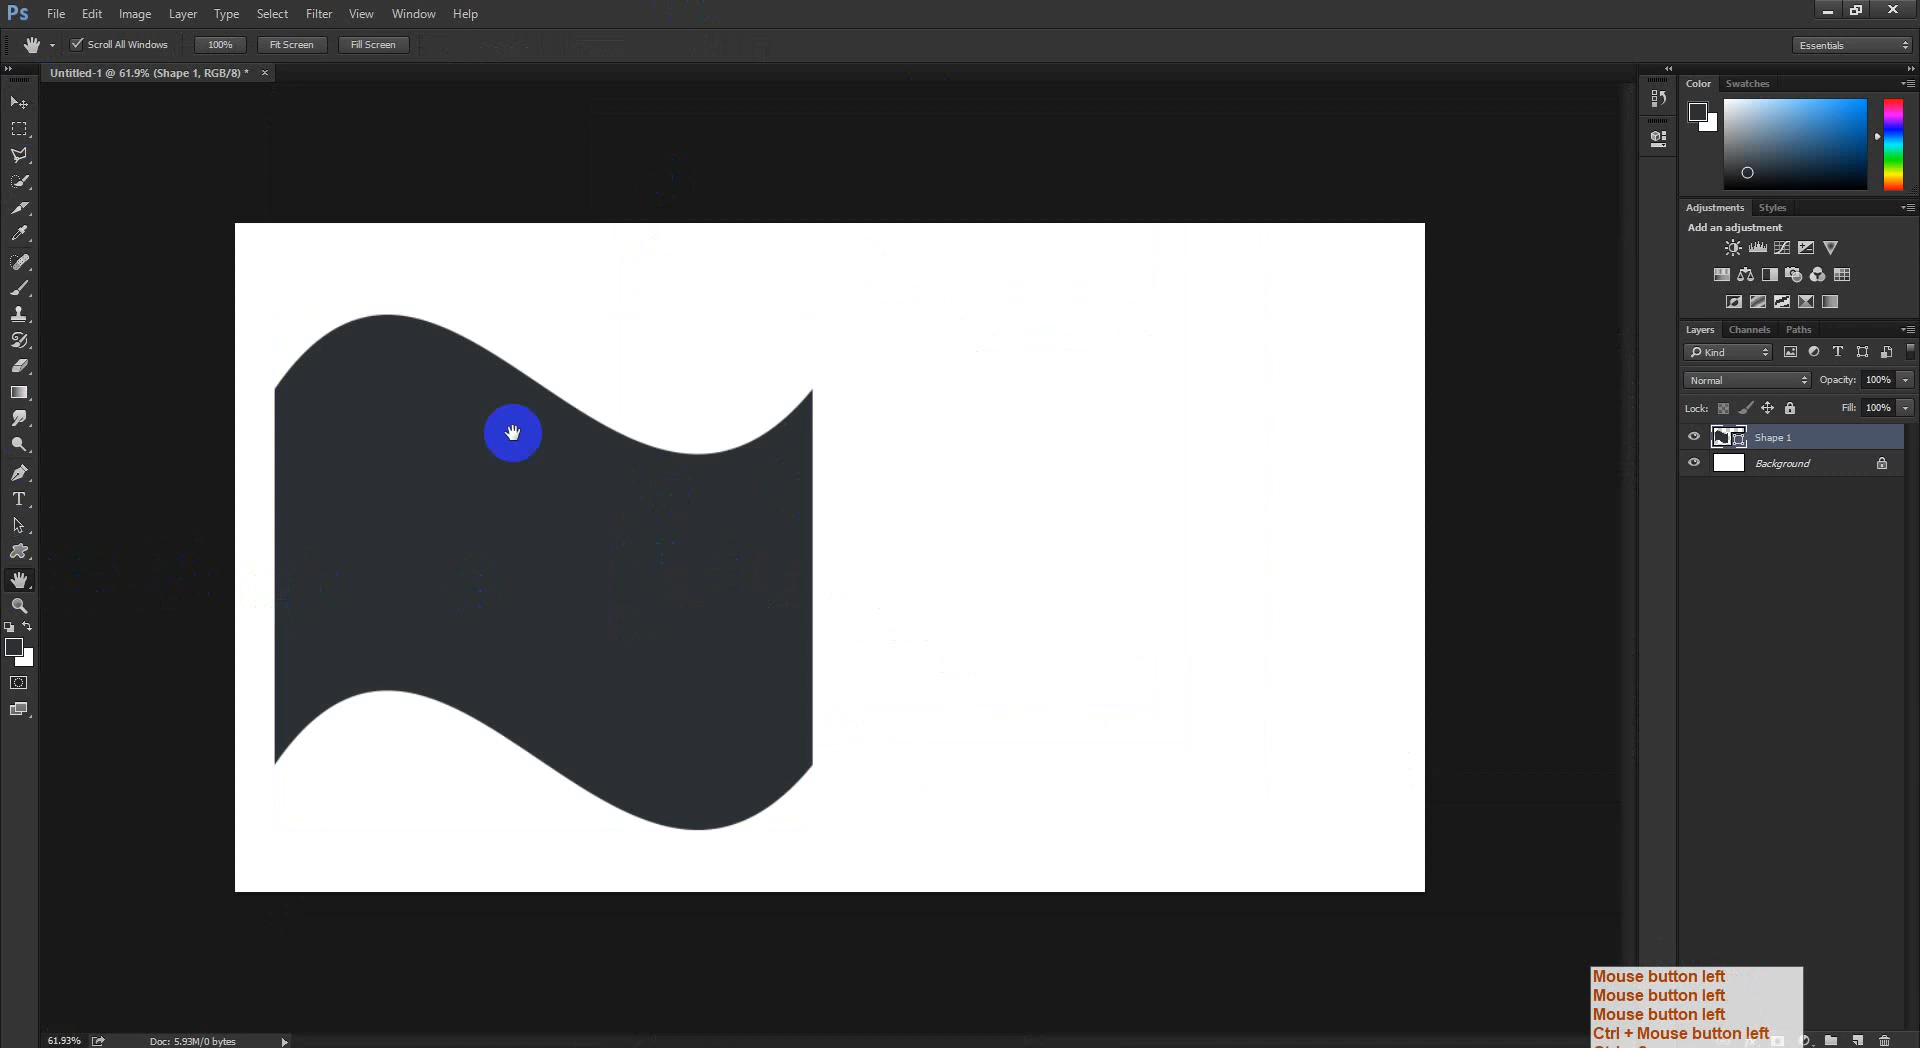 Ps File Edit Image Layer Type Select Filter View Window Help
Scroll All Windows 100% Fit Screen Fill Screen Essentials
Untitled-1 @ 61.9% (Shape 1, RGB/8) * ×
Color Swatches
Adjustments Styles
Add an adjustment
Layers Channels Paths
Kind T
Normal Opacity: 100%
Lock: Fill: 100%
Shape 1
Background
T
Mouse button left
Mouse button left
Mouse button left
Ctrl + Mouse button left
61.93% Doc: 5.93M/0 bytes